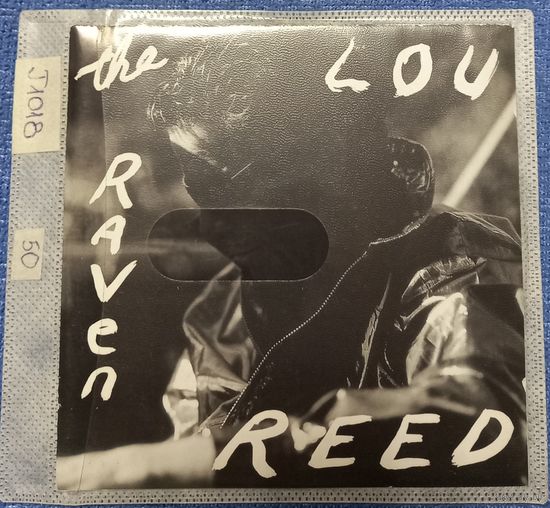 the
LOU
RAVen
REED
J1018
50